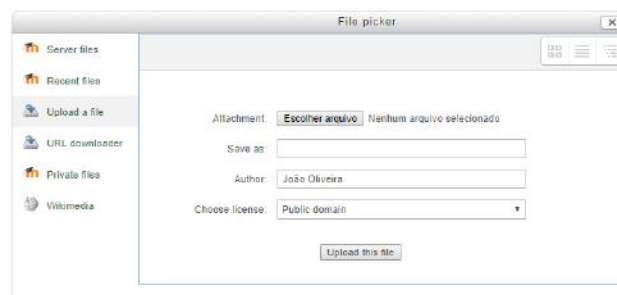 File picker
Server files
Recent files
Upload a file
URL downloader
Private files
Wikimedia
Attachment: Escolher arquivo Nenhum arquivo selecionado
Save as:
Author: João Oliveira
Choose license: Public domain
Upload this file